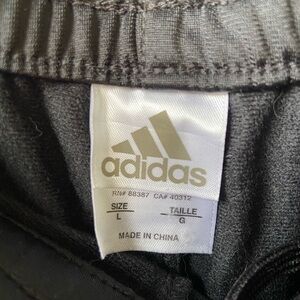 adidas
RN# 88387 CA# 40312
SIZE TAILLE
L G
MADE IN CHINA